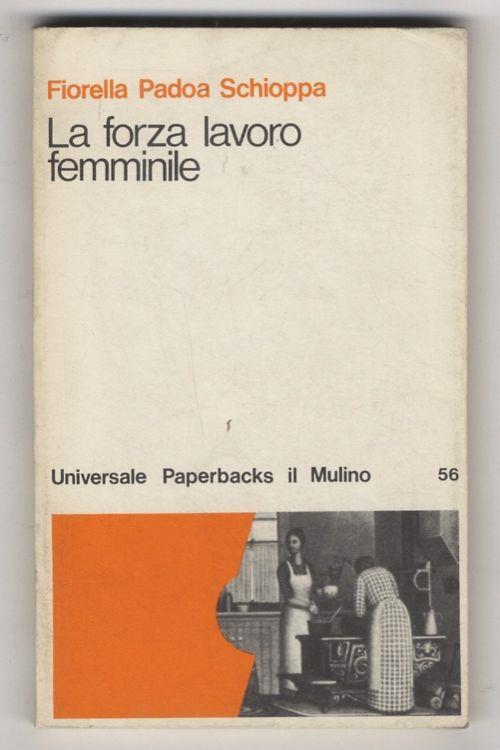 Fiorella Padoa Schioppa
La forza lavoro
femminile
Universale Paperbacks il Mulino 56